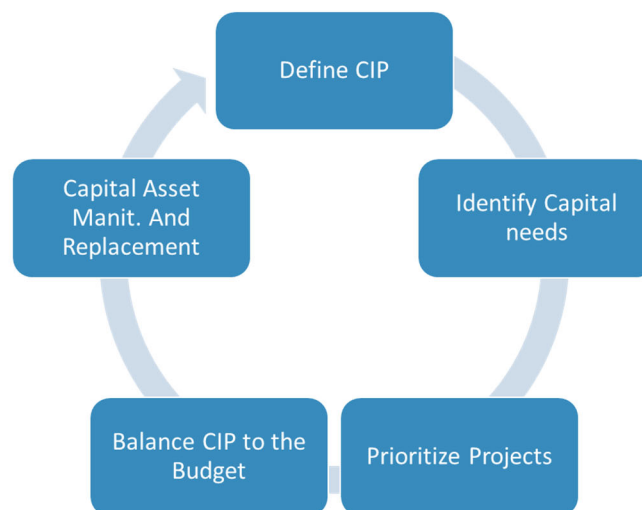 Define CIP
Identify Capital
needs
Prioritize Projects
Balance CIP to the
Budget
Capital Asset
Manit. And
Replacement